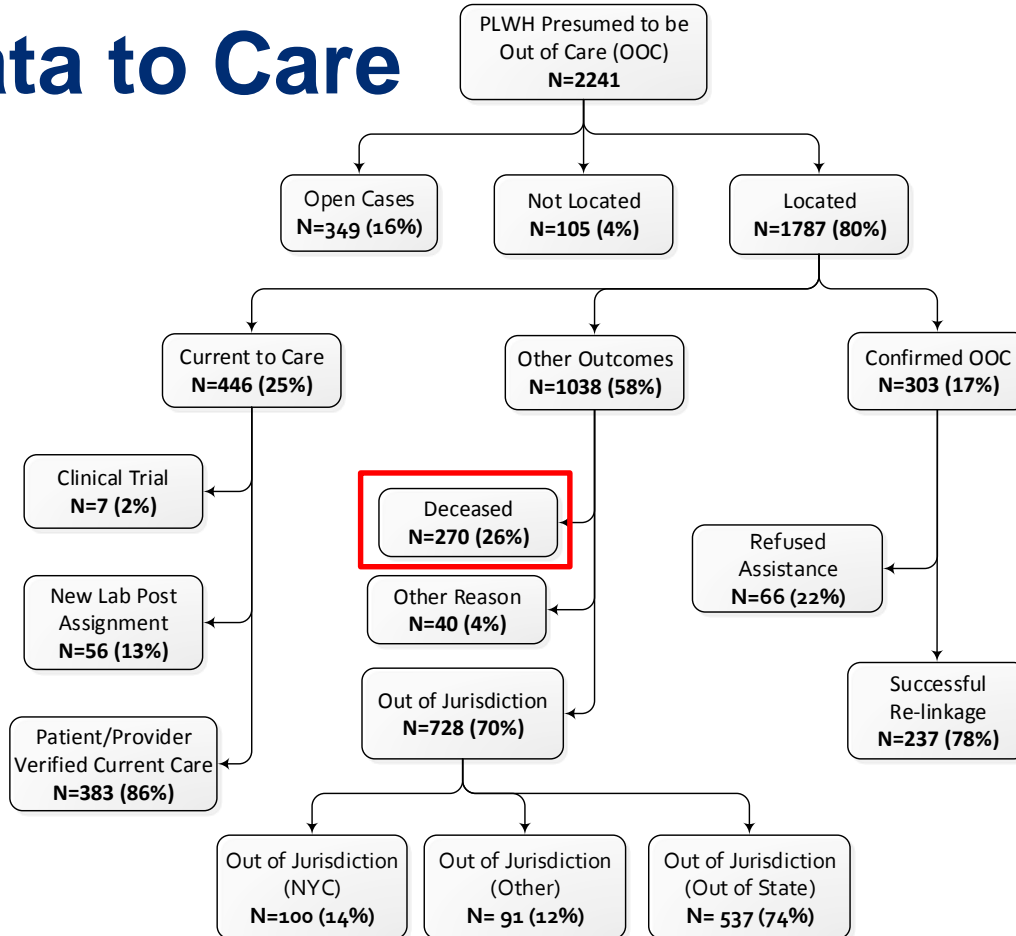 ata to Care
PLWH Presumed to be
Out of Care (OOC)
N=2241
Open Cases
N=349 (16%)
Not Located
N=105 (4%)
Located
N=1787 (80%)
Current to Care
N=446 (25%)
Other Outcomes
N=1038 (58%)
Confirmed OOC
N=303 (17%)
Clinical Trial
N=7 (2%)
New Lab Post
Assignment
N=56 (13%)
Patient/Provider
Verified Current Care
N=383 (86%)
Deceased
N=270 (26%)
Other Reason
N=40 (4%)
Out of Jurisdiction
N=728 (70%)
Refused
Assistance
N=66 (22%)
Successful
Re-linkage
N=237 (78%)
Out of Jurisdiction
(NYC)
N=100 (14%)
Out of Jurisdiction
(Other)
N= 91 (12%)
Out of Jurisdiction
(Out of State)
N= 537 (74%)